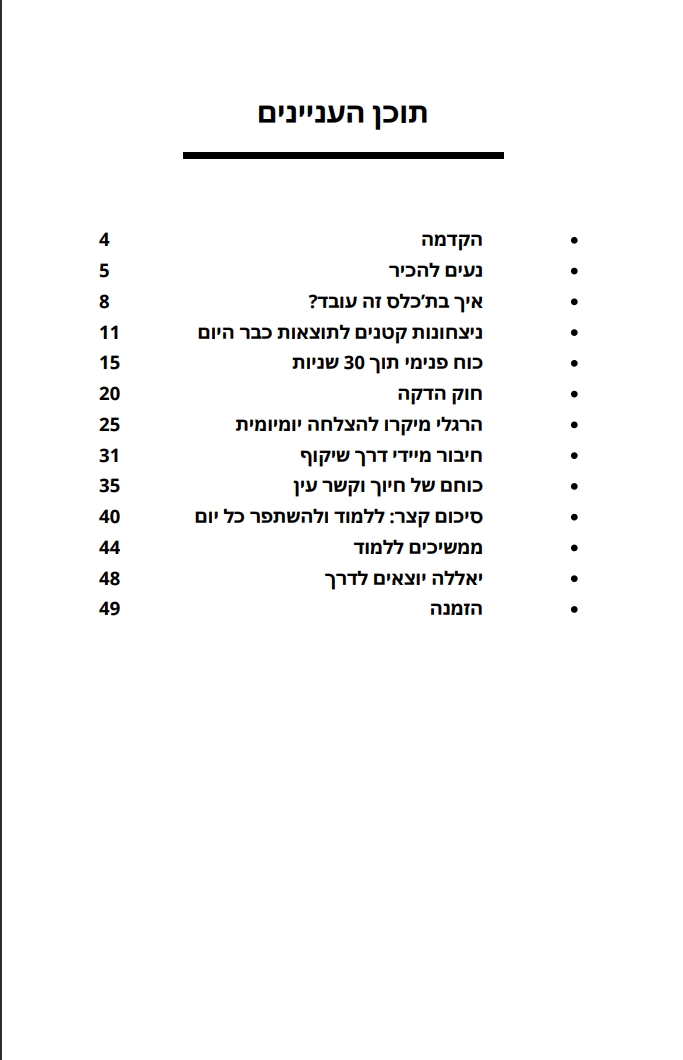 תוכן העניינים
• הקדמה 4
• נעים להכיר 5
• איך בת'כלס זה עובד? 8
• ניצחונות קטנים לתוצאות כבר היום 11
• כוח פנימי תוך 30 שניות 15
• חוק הדקה 20
• הרגלי מיקרו להצלחה יומיומית 25
• חיבור מיידי דרך שיקוף 31
• כוחם של חיוך וקשר עין 35
• סיכום קצר: ללמוד ולהשתפר כל יום 40
• ממשיכים ללמוד 44
• יאללה יוצאים לדרך 48
• הזמנה 49